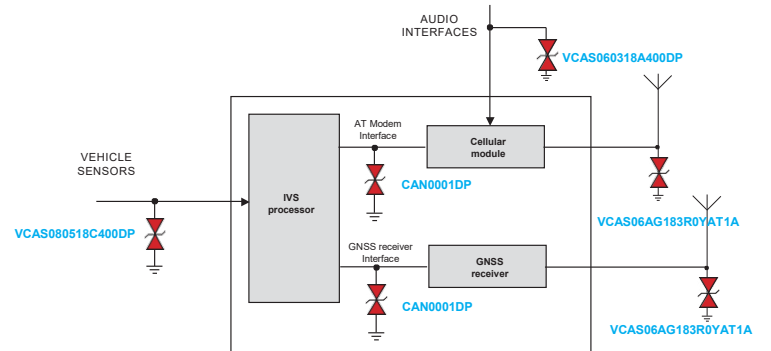 AUDIO
INTERFACES
VCAS060318A400DP
AT Modem
Interface
Cellular
module
VEHICLE
SENSORS
IVS
processor
CAN0001DP
VCAS06AG183R0YAT1A
VCAS080518C400DP
GNSS receiver
Interface
GNSS
receiver
CAN0001DP
VCAS06AG183R0YAT1A